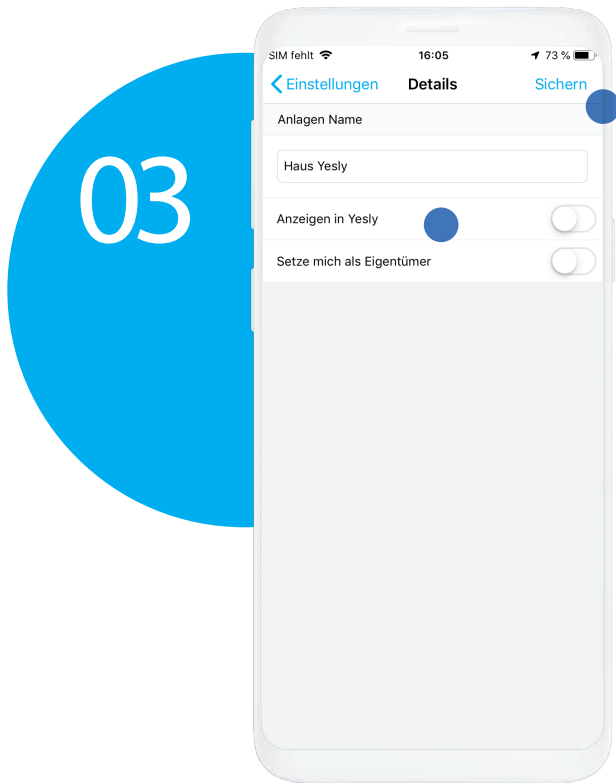 03
SIM fehlt 16:05 73 %
Einstellungen Details Sichern
Anlagen Name
Haus Yesly
Anzeigen in Yesly
Setze mich als Eigentümer